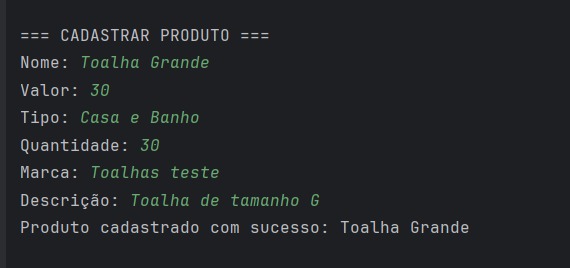 === CADASTRAR PRODUTO ===
Nome: Toalha Grande
Valor: 30
Tipo: Casa e Banho
Quantidade: 30
Marca: Toalhas teste
Descrição: Toalha de tamanho G
Produto cadastrado com sucesso: Toalha Grande